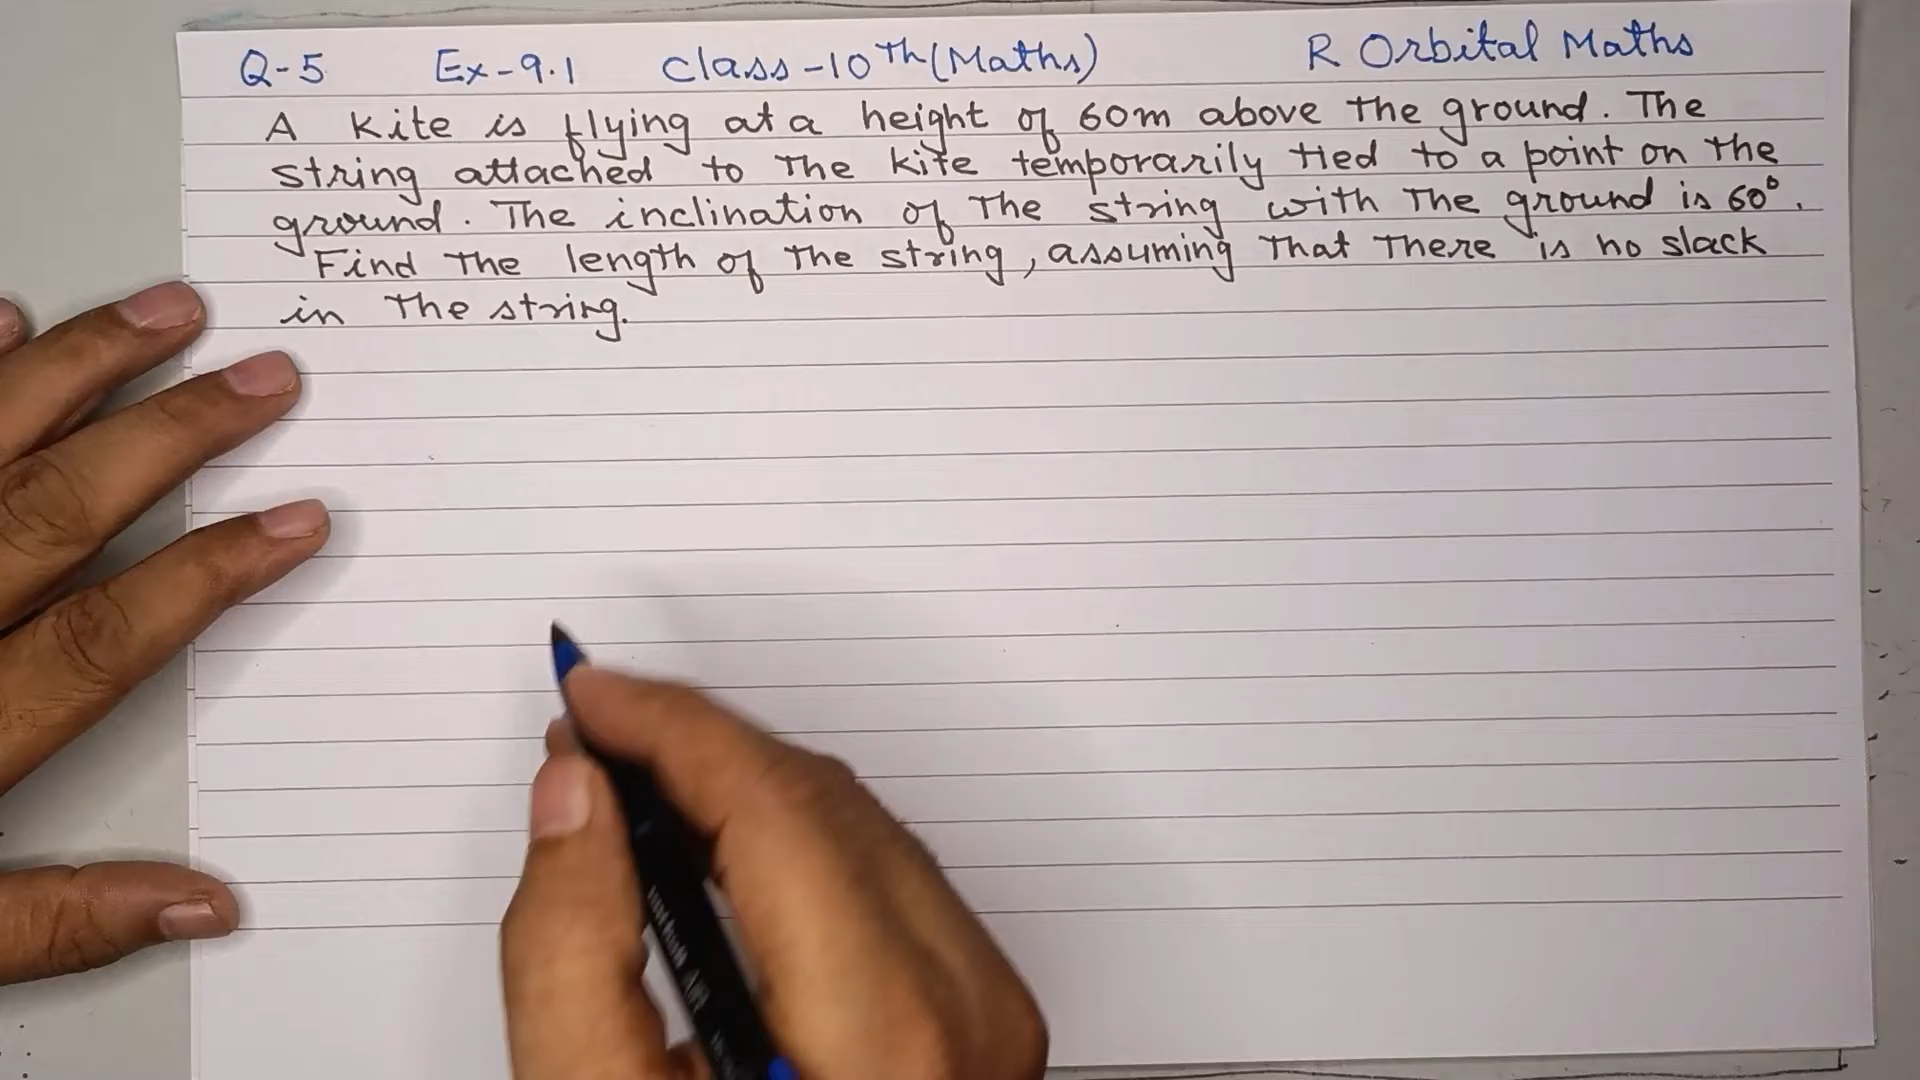 Q-5 Ex-9.1 Class-10Th (Maths) R Orbital Maths
A Kite is flying at a height of 60m above The ground. The
string attached to The Kite temporarily tied to a point on The
ground. The inclination of The string with The ground is 60°.
Find The length of The string, assuming That There is no slack
in The string.